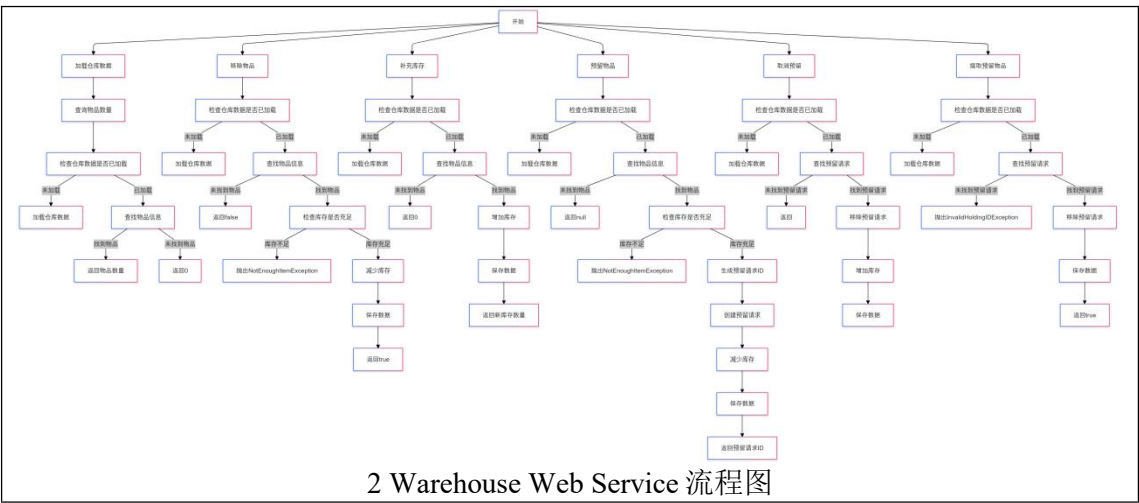 开始
加载仓库数据
移除物品
补充库存
预留物品
取消预留
提取预留物品
查询物品数量
检查仓库数据是否已加载
检查仓库数据是否已加载
检查仓库数据是否已加载
检查仓库数据是否已加载
检查仓库数据是否已加载
未加载
已加载
未加载
已加载
未加载
已加载
未加载
已加载
未加载
已加载
检查仓库数据是否已加载
加载仓库数据
查找物品信息
加载仓库数据
查找物品信息
加载仓库数据
查找物品信息
加载仓库数据
查找预留请求
加载仓库数据
查找预留请求
未加载
已加载
未找到物品
找到物品
未找到物品
找到物品
未找到物品
找到物品
未找到预留请求
找到预留请求
未找到预留请求
找到预留请求
加载仓库数据
查找物品信息
返回false
检查库存是否充足
返回0
增加库存
返回null
检查库存是否充足
返回
移除预留请求
抛出InvalidHoldingIDException
移除预留请求
找到物品
未找到物品
库存不足
库存充足
库存不足
库存充足
返回物品数量
返回0
抛出NotEnoughItemException
减少库存
保存数据
抛出NotEnoughItemException
生成预留请求ID
增加库存
保存数据
保存数据
返回新库存数量
创建预留请求
保存数据
返回true
返回true
减少库存
保存数据
返回预留请求ID
2 Warehouse Web Service 流程图